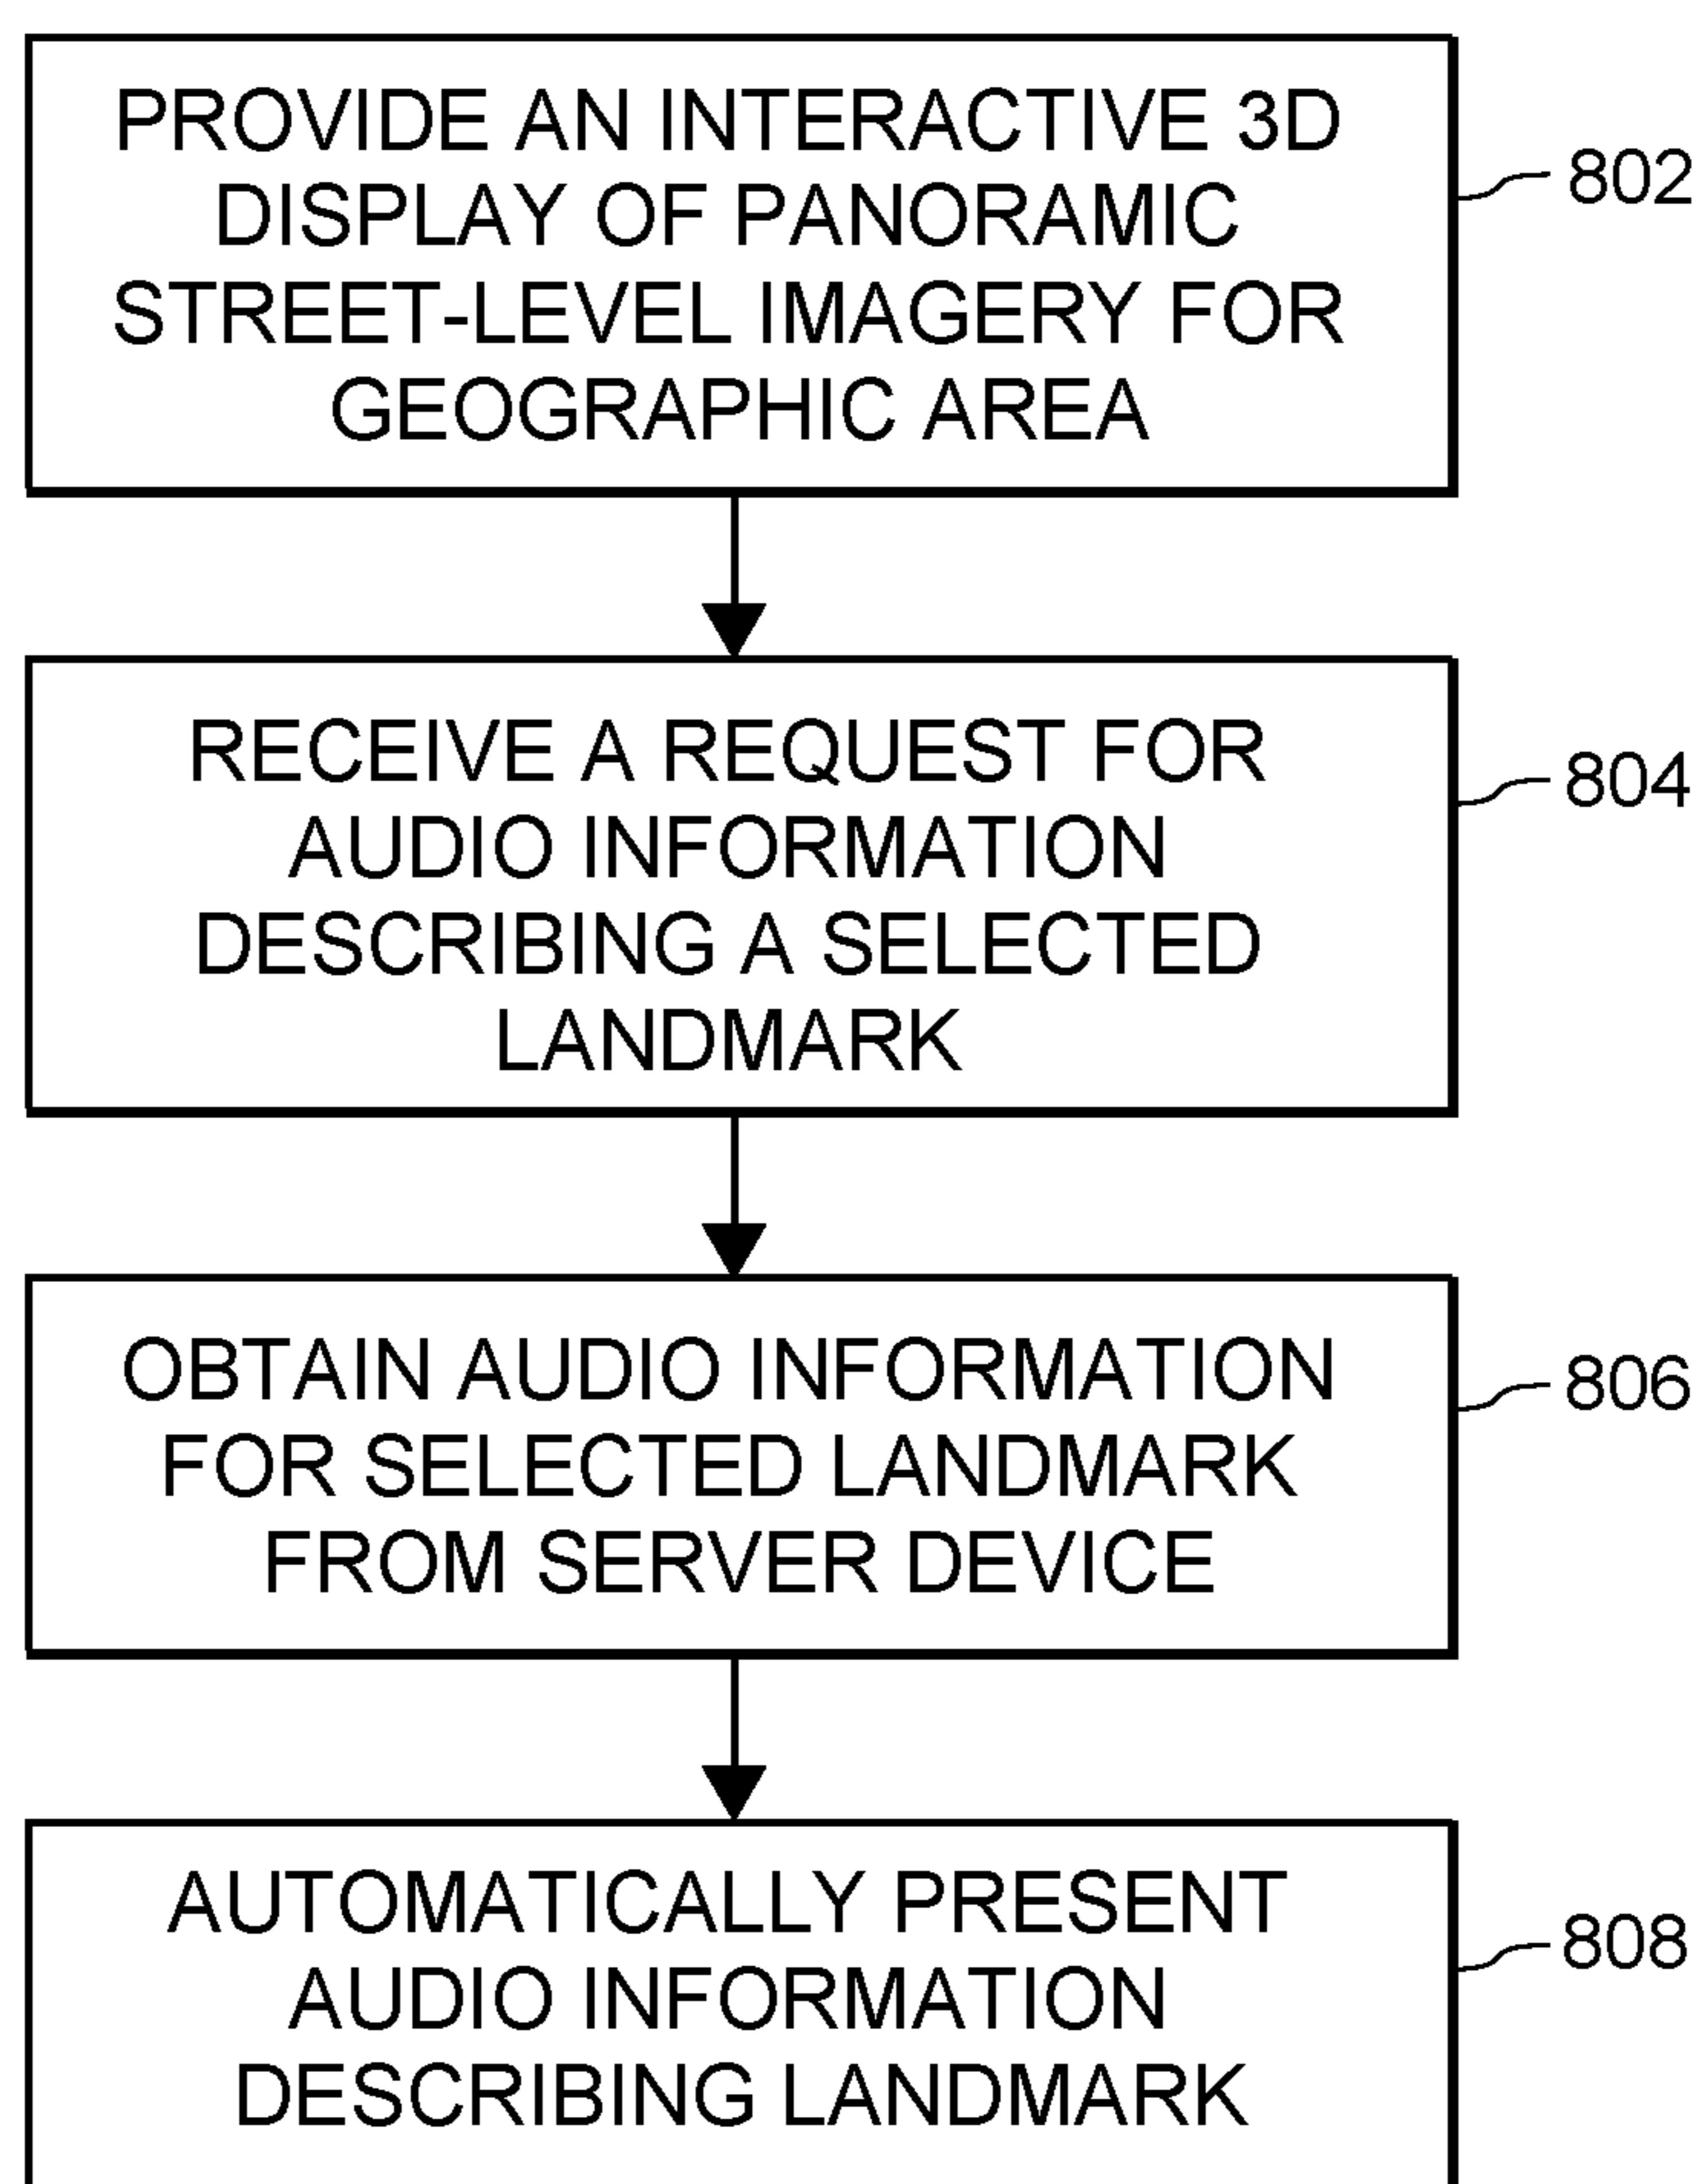 PROVIDE AN INTERACTIVE 3D
DISPLAY OF PANORAMIC
STREET-LEVEL IMAGERY FOR
GEOGRAPHIC AREA
802
RECEIVE A REQUEST FOR
AUDIO INFORMATION
DESCRIBING A SELECTED
LANDMARK
804
OBTAIN AUDIO INFORMATION
FOR SELECTED LANDMARK
FROM SERVER DEVICE
806
AUTOMATICALLY PRESENT
AUDIO INFORMATION
DESCRIBING LANDMARK
808